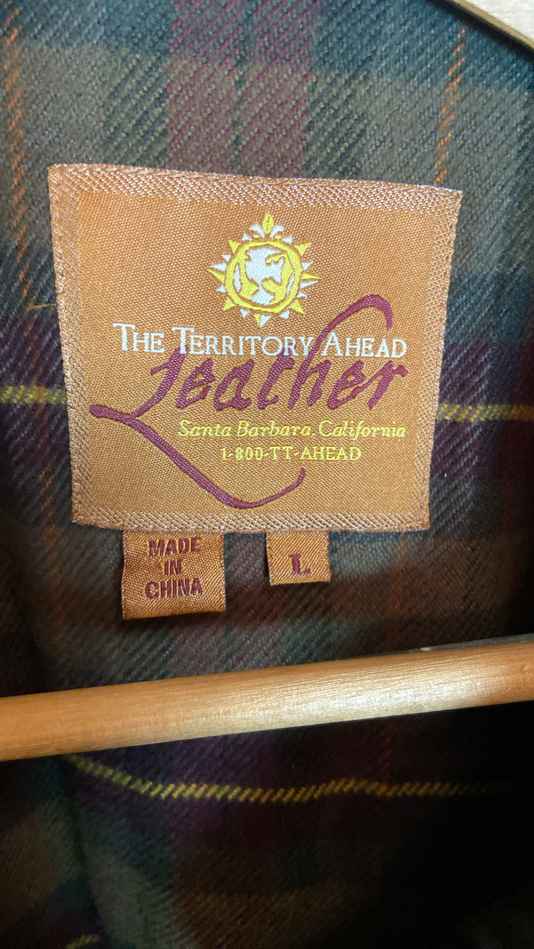 THE TERRITORY AHEAD
Leather
Santa Barbara, California
1-800-TT-AHEAD
MADE
IN
CHINA
L